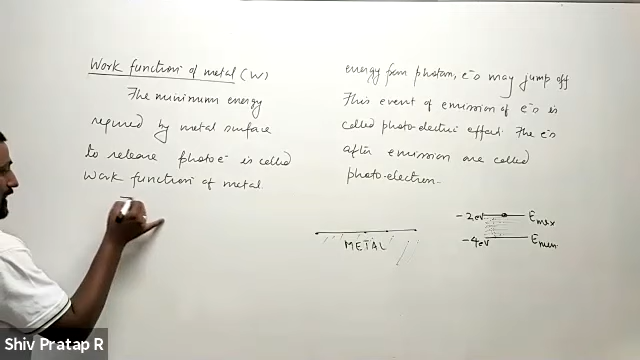 Work function of metal (W)
The minimum energy
required by metal surface
to release photo e⁻ is called
Work function of metal.
energy from photon, e⁻s may jump off
This event of emission of e⁻s is
called photo-electric effect. The e⁻s
after emission are called
photo-electron.
METAL
-2eV Emax
-4eV Emin
Shiv Pratap R